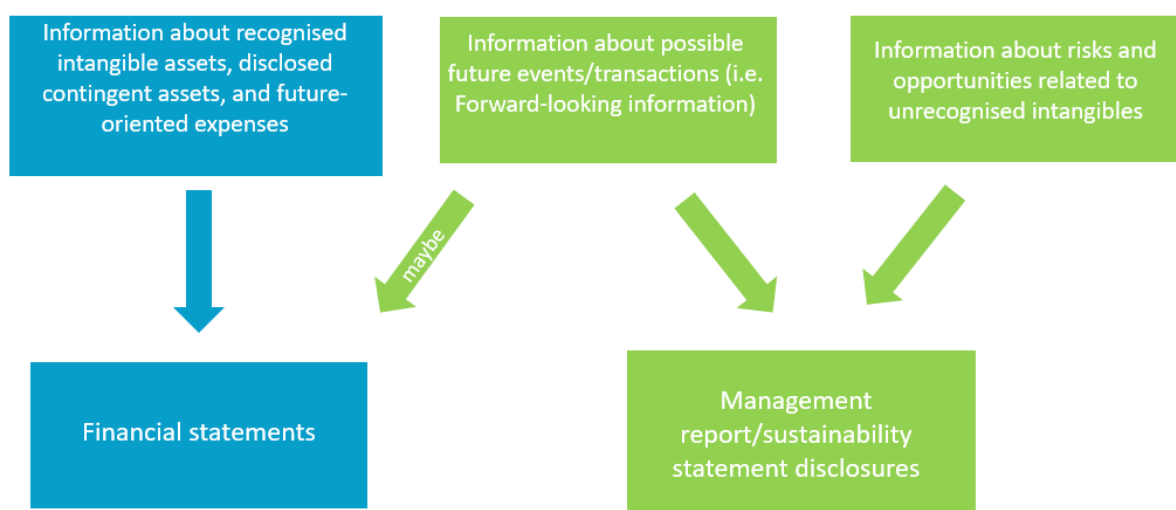 Information about recognised
intangible assets, disclosed
contingent assets, and future-
oriented expenses
Information about possible
future events/transactions (i.e.
Forward-looking information)
Information about risks and
opportunities related to
unrecognised intangibles
maybe
Financial statements
Management
report/sustainability
statement disclosures